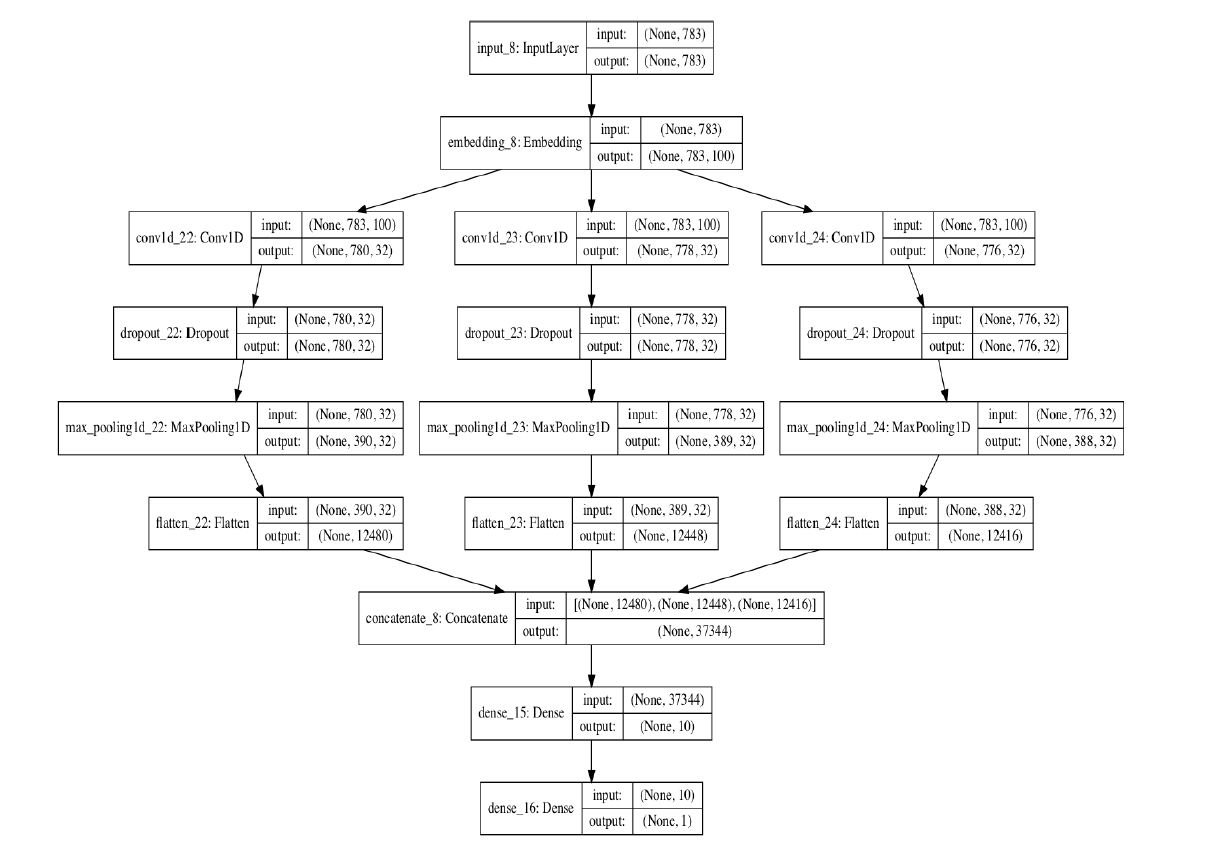 input_8: InputLayer
input: (None, 783)
output: (None, 783)
embedding_8: Embedding
input: (None, 783)
output: (None, 783, 100)
conv1d_22: Conv1D
input: (None, 783, 100)
output: (None, 780, 32)
conv1d_23: Conv1D
input: (None, 783, 100)
output: (None, 778, 32)
conv1d_24: Conv1D
input: (None, 783, 100)
output: (None, 776, 32)
dropout_22: Dropout
input: (None, 780, 32)
output: (None, 780, 32)
dropout_23: Dropout
input: (None, 778, 32)
output: (None, 778, 32)
dropout_24: Dropout
input: (None, 776, 32)
output: (None, 776, 32)
max_pooling1d_22: MaxPooling1D
input: (None, 780, 32)
output: (None, 390, 32)
max_pooling1d_23: MaxPooling1D
input: (None, 778, 32)
output: (None, 389, 32)
max_pooling1d_24: MaxPooling1D
input: (None, 776, 32)
output: (None, 388, 32)
flatten_22: Flatten
input: (None, 390, 32)
output: (None, 12480)
flatten_23: Flatten
input: (None, 389, 32)
output: (None, 12448)
flatten_24: Flatten
input: (None, 388, 32)
output: (None, 12416)
concatenate_8: Concatenate
input: [(None, 12480), (None, 12448), (None, 12416)]
output: (None, 37344)
dense_15: Dense
input: (None, 37344)
output: (None, 10)
dense_16: Dense
input: (None, 10)
output: (None, 1)